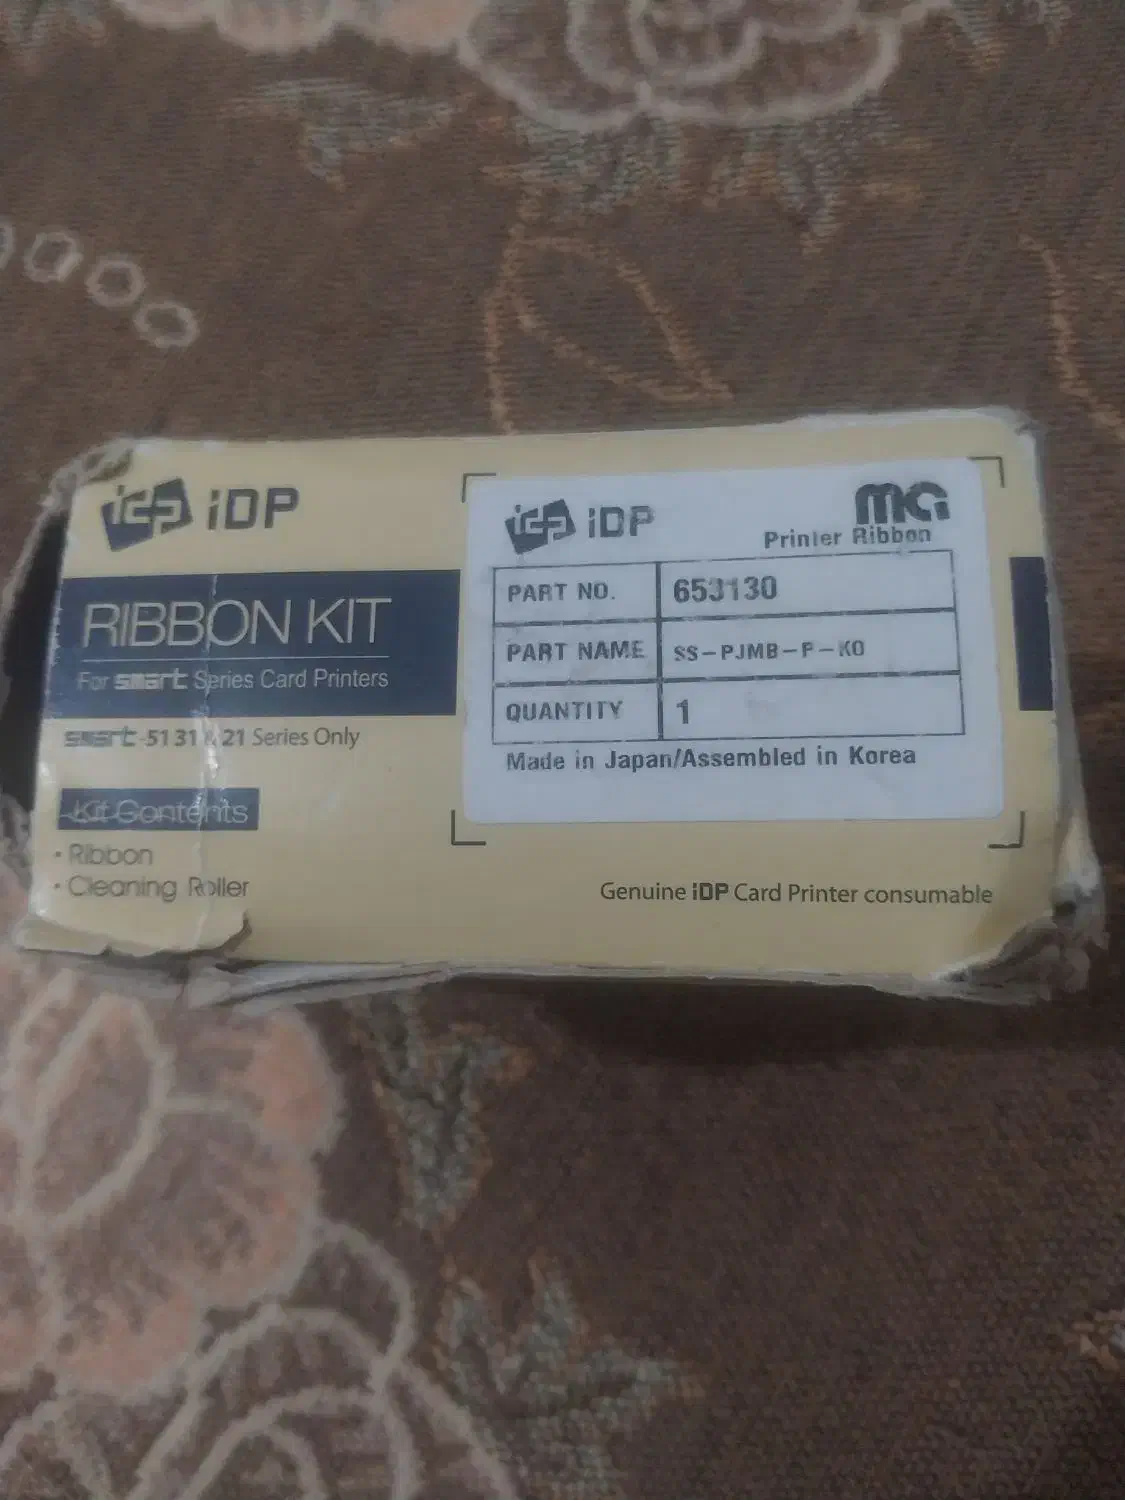 iDP
RIBBON KIT
For smart Series Card Printers
smart-51 31 & 21 Series Only
Kit Contents
• Ribbon
• Cleaning Roller
iDP
Printer Ribbon
PART NO. 653130
PART NAME SS-PJMB-P-KO
QUANTITY 1
Made in Japan/Assembled in Korea
Genuine iDP Card Printer consumable